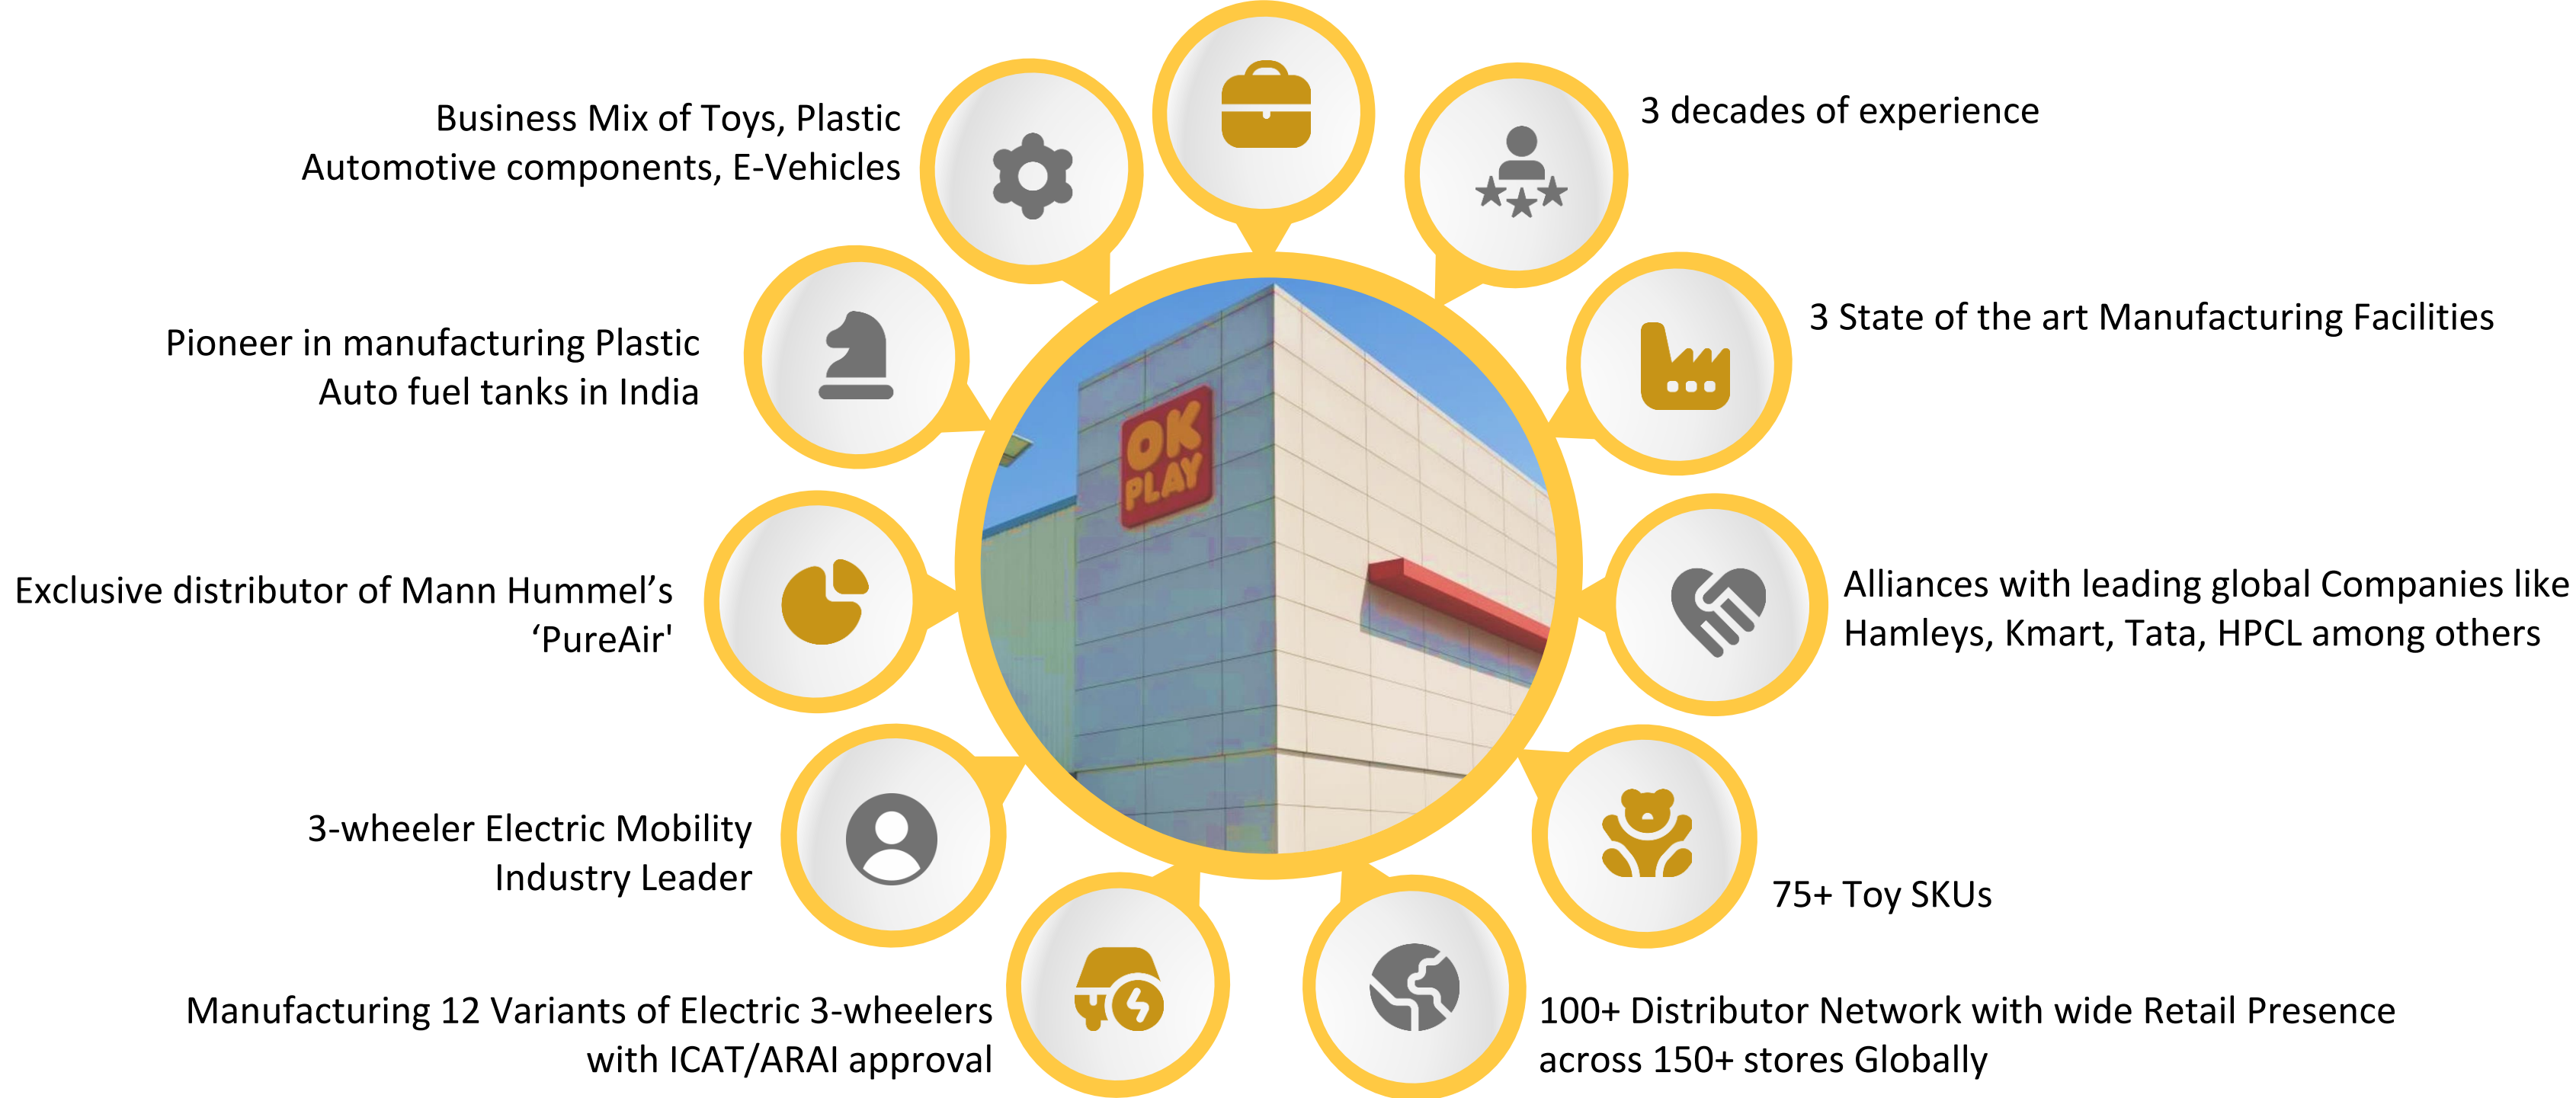 Business Mix of Toys, Plastic
Automotive components, E-Vehicles
3 decades of experience
Pioneer in manufacturing Plastic
Auto fuel tanks in India
3 State of the art Manufacturing Facilities
OK
PLAY
Exclusive distributor of Mann Hummel’s
‘PureAir'
Alliances with leading global Companies like
Hamleys, Kmart, Tata, HPCL among others
3-wheeler Electric Mobility
Industry Leader
75+ Toy SKUs
Manufacturing 12 Variants of Electric 3-wheelers
with ICAT/ARAI approval
100+ Distributor Network with wide Retail Presence
across 150+ stores Globally